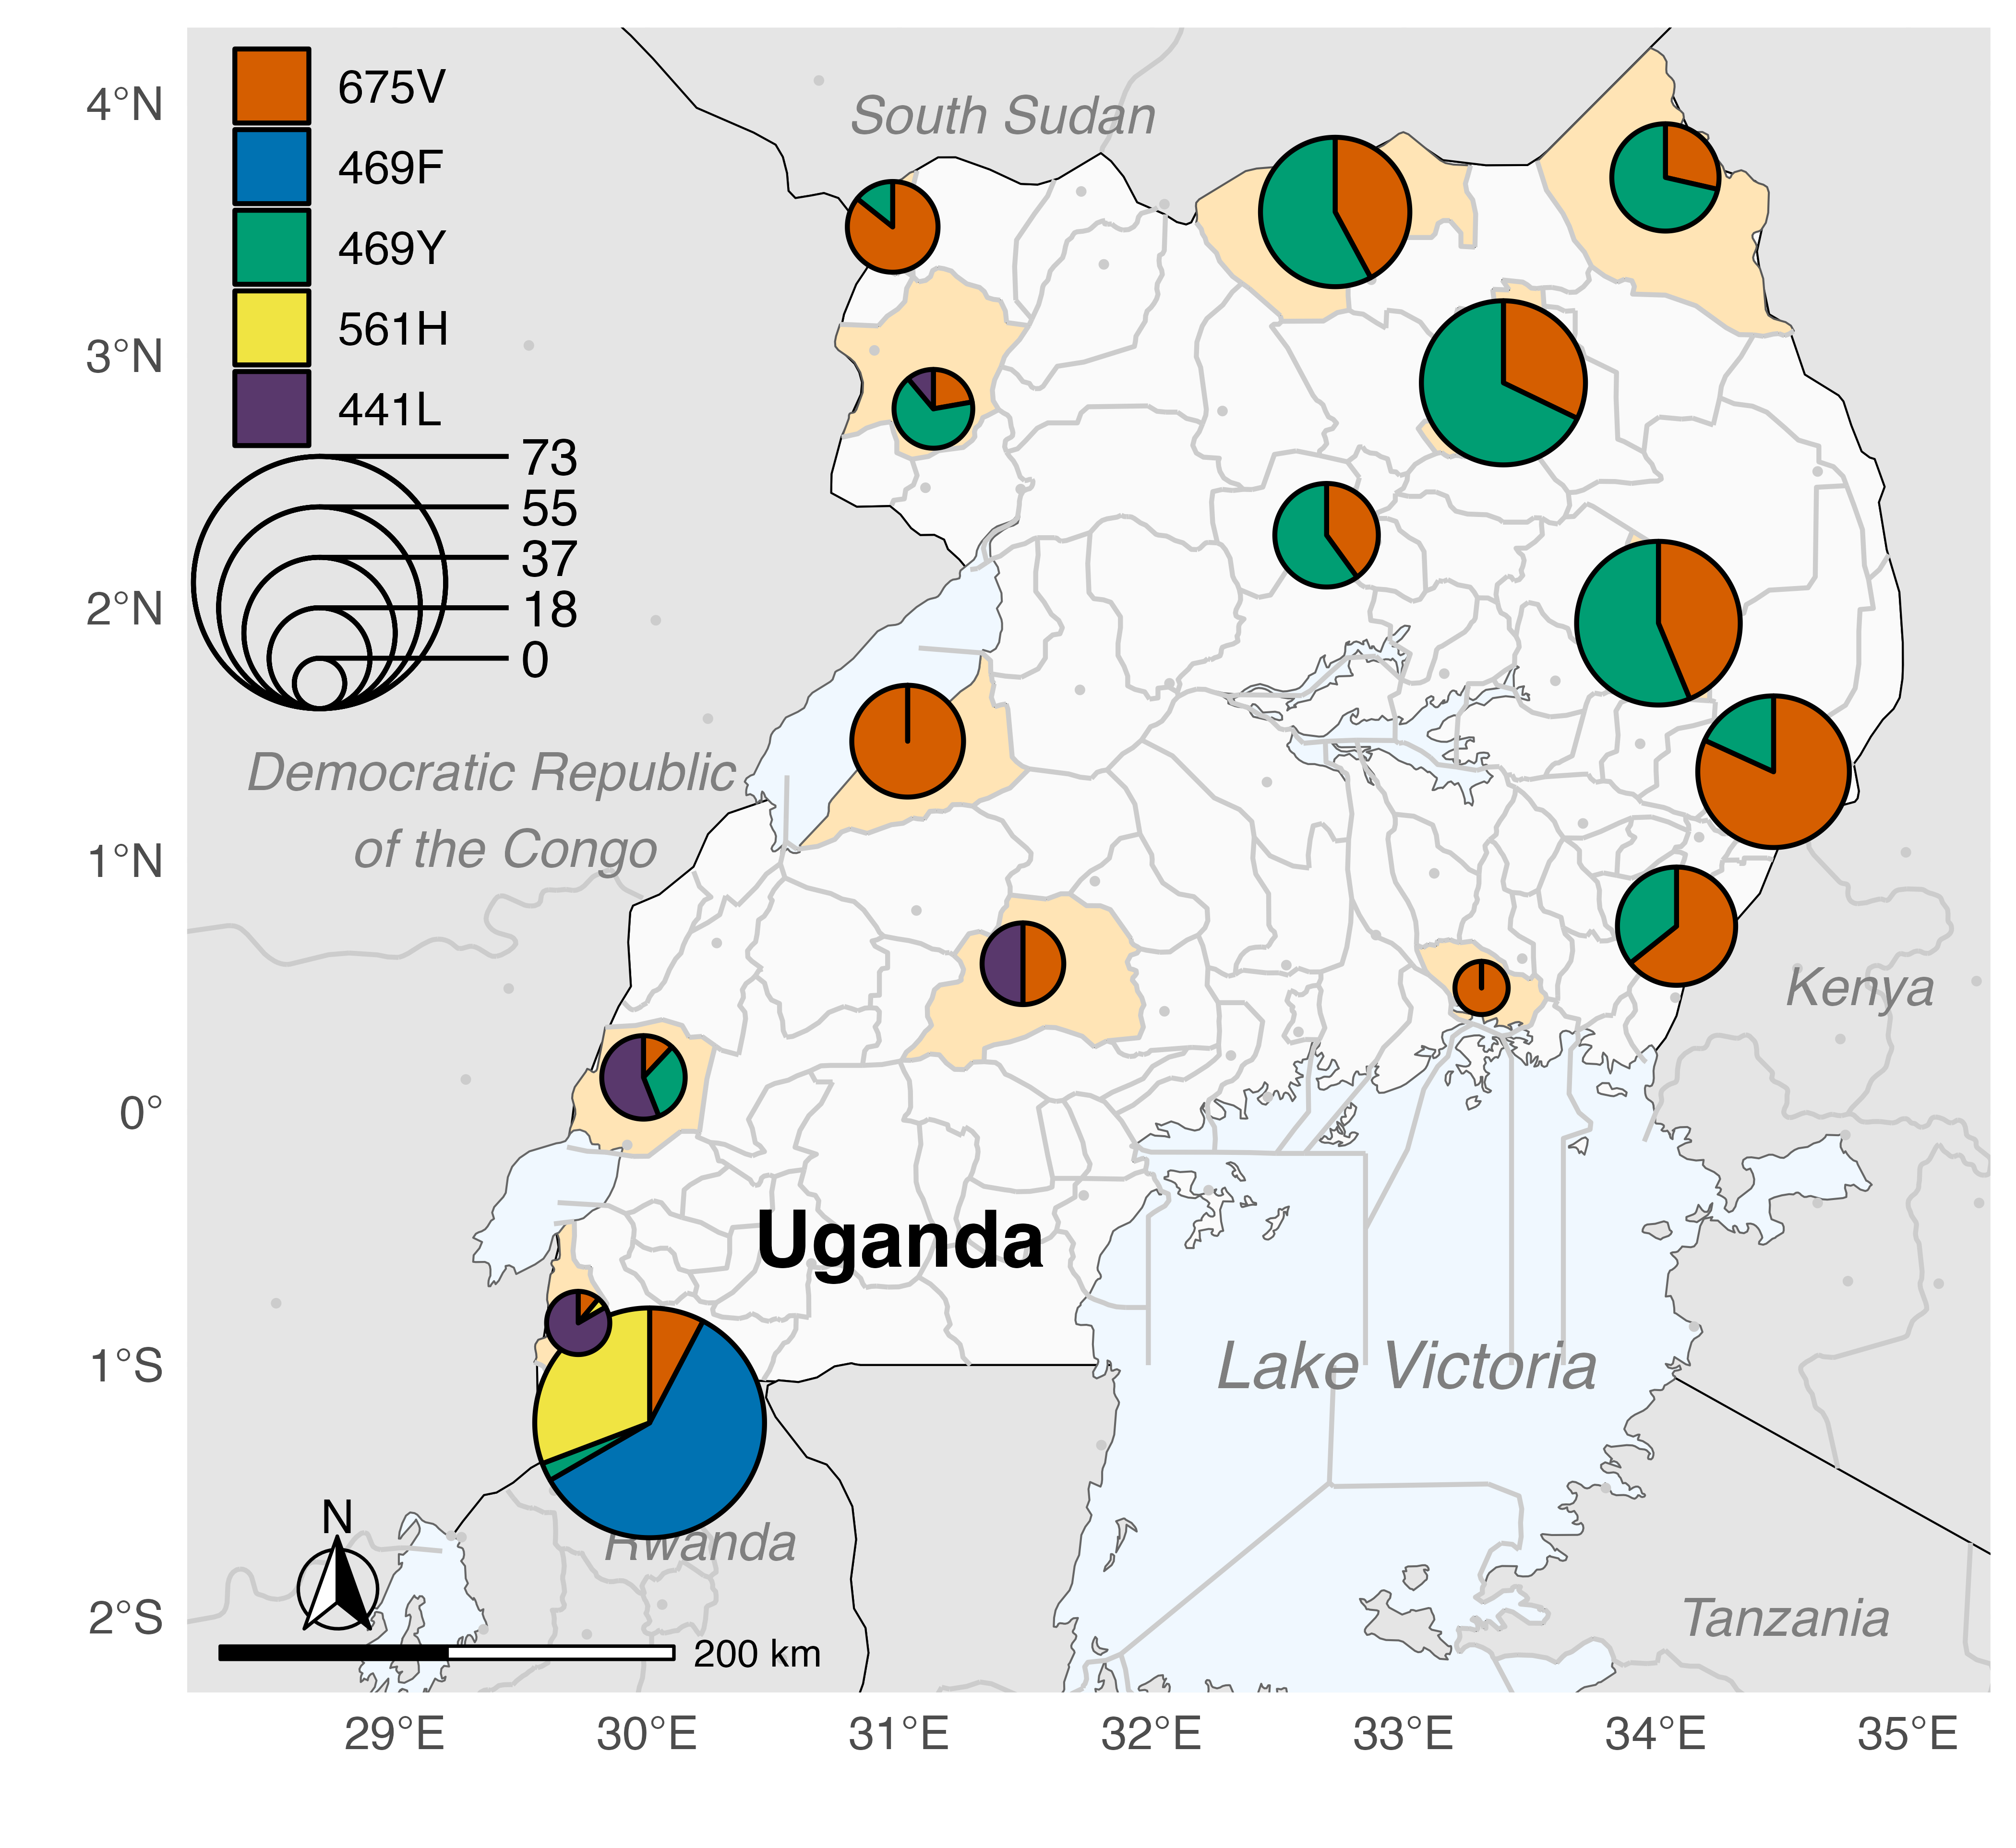 4°N
3°N
2°N
1°N
0°
1°S
2°S
675V
469F
469Y
561H
441L
73
55
37
18
0
South Sudan
Democratic Republic
of the Congo
Kenya
Uganda
Lake Victoria
Rwanda
Tanzania
N
200 km
29°E
30°E
31°E
32°E
33°E
34°E
35°E